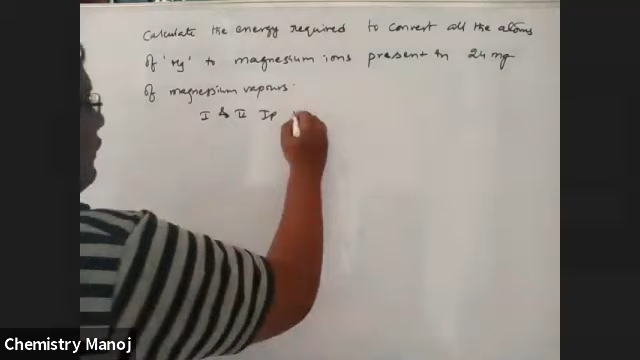 Calculate the energy required to convert all the atoms
of 'Mg' to magnesium ions present in 24 mg
of magnesium vapours.
I & II IP
Chemistry Manoj